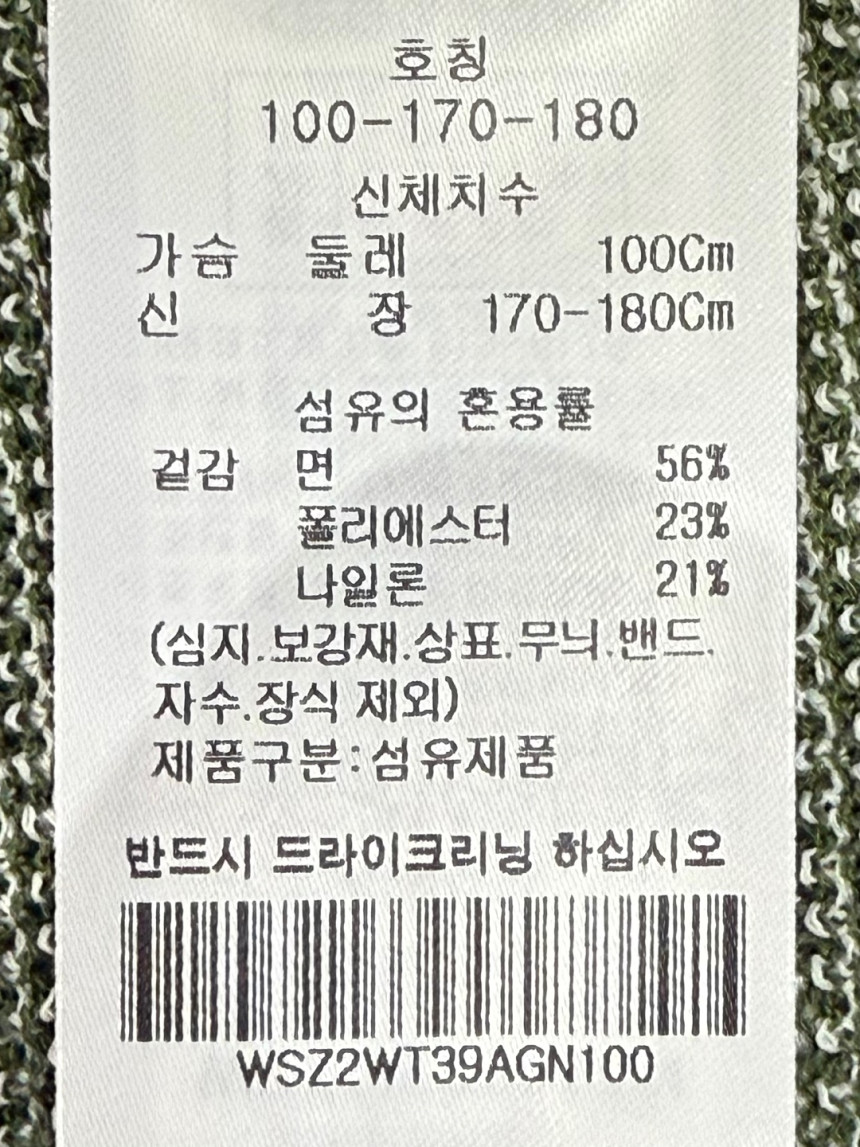 호칭
100-170-180
신체치수
가슴 둘레 100Cm
신 장 170-180Cm
섬유의 혼용률
겉감 면 56%
폴리에스터 23%
나일론 21%
(심지.보강재.상표.무늬.밴드.
자수.장식 제외)
제품구분:섬유제품
반드시 드라이크리닝 하십시오
WSZ2WT39AGN100